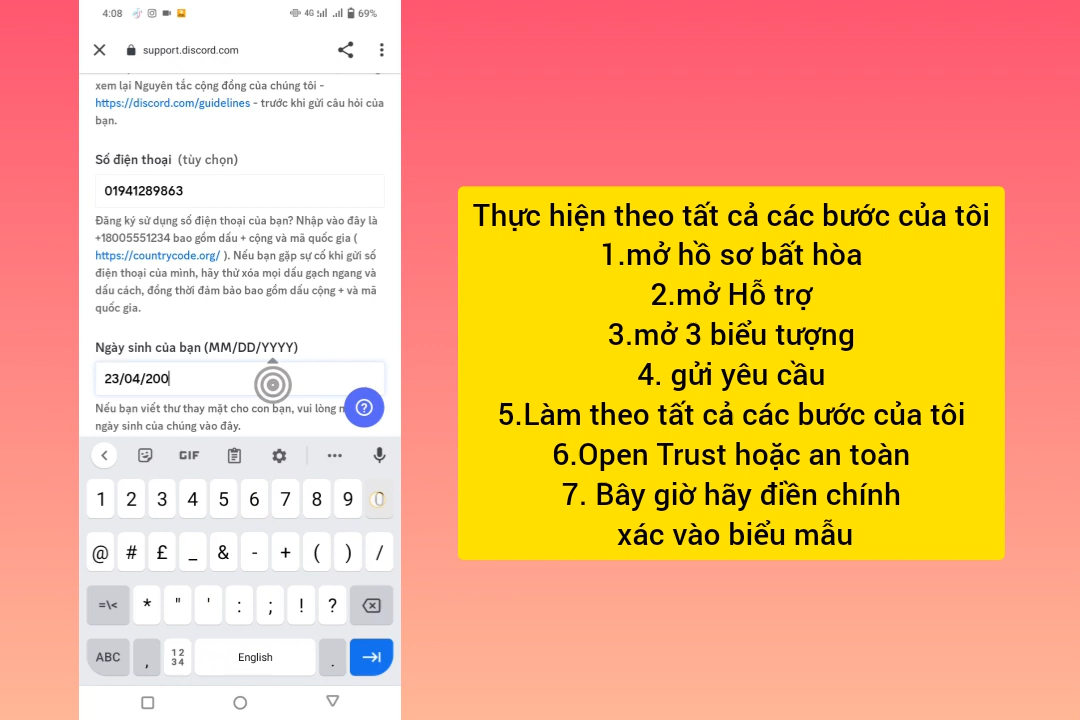 4:08
4G
69%
support.discord.com
xem lại Nguyên tắc cộng đồng của chúng tôi -
https://discord.com/guidelines - trước khi gửi câu hỏi của
bạn.
Số điện thoại (tùy chọn)
01941289863
Đăng ký sử dụng số điện thoại của bạn? Nhập vào đây là
+18005551234 bao gồm dấu + cộng và mã quốc gia (
https://countrycode.org/ ). Nếu bạn gặp sự cố khi gửi số
điện thoại của mình, hãy thử xóa mọi dấu gạch ngang và
dấu cách, đồng thời đảm bảo bao gồm dấu cộng + và mã
quốc gia.
Ngày sinh của bạn (MM/DD/YYYY)
23/04/200
Nếu bạn viết thư thay mặt cho con bạn, vui lòng
ngày sinh của chúng vào đây.
GIF
1 2 3 4 5 6 7 8 9 0
@ # £ _ & - + ( ) /
=\< * " ' : ; ! ?
ABC , 12 34 English .
Thực hiện theo tất cả các bước của tôi
1.mở hồ sơ bất hòa
2.mở Hỗ trợ
3.mở 3 biểu tượng
4. gửi yêu cầu
5.Làm theo tất cả các bước của tôi
6.Open Trust hoặc an toàn
7. Bây giờ hãy điền chính
xác vào biểu mẫu